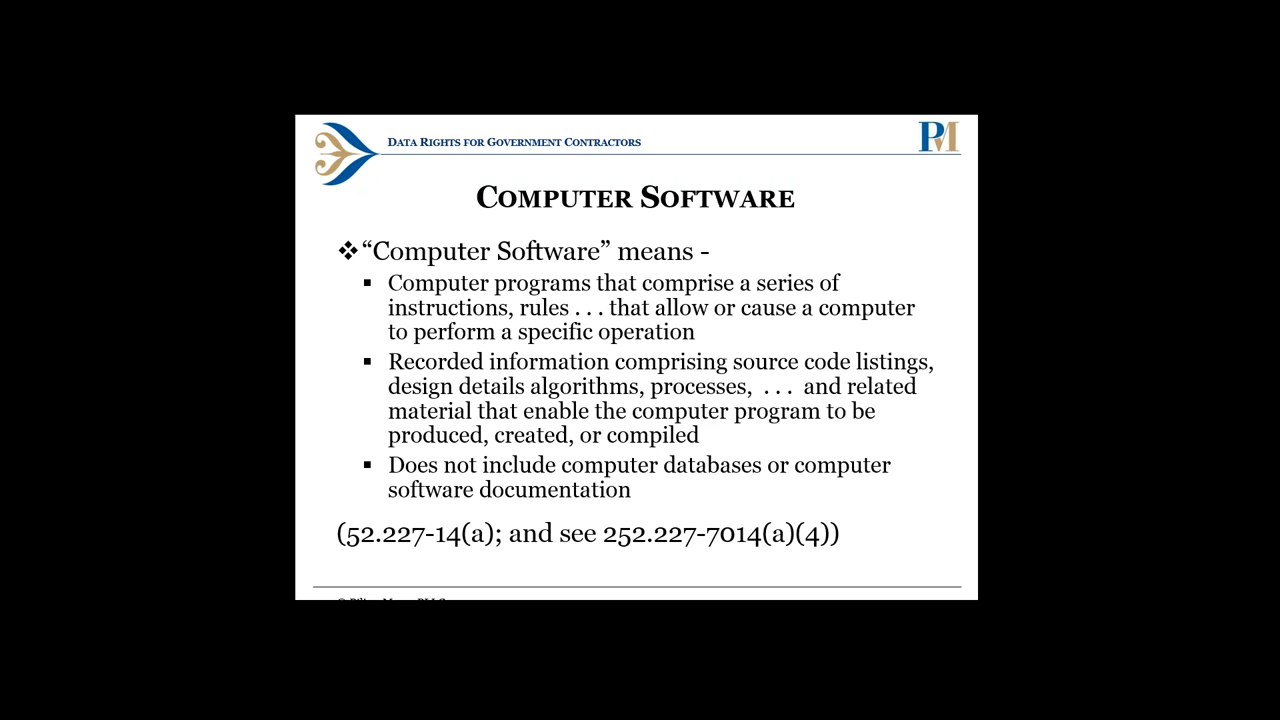 DATA RIGHTS FOR GOVERNMENT CONTRACTORS
PM
COMPUTER SOFTWARE
❖“Computer Software” means -
▪ Computer programs that comprise a series of
instructions, rules . . . that allow or cause a computer
to perform a specific operation
▪ Recorded information comprising source code listings,
design details algorithms, processes,  . . .  and related
material that enable the computer program to be
produced, created, or compiled
▪ Does not include computer databases or computer
software documentation
(52.227-14(a); and see 252.227-7014(a)(4))